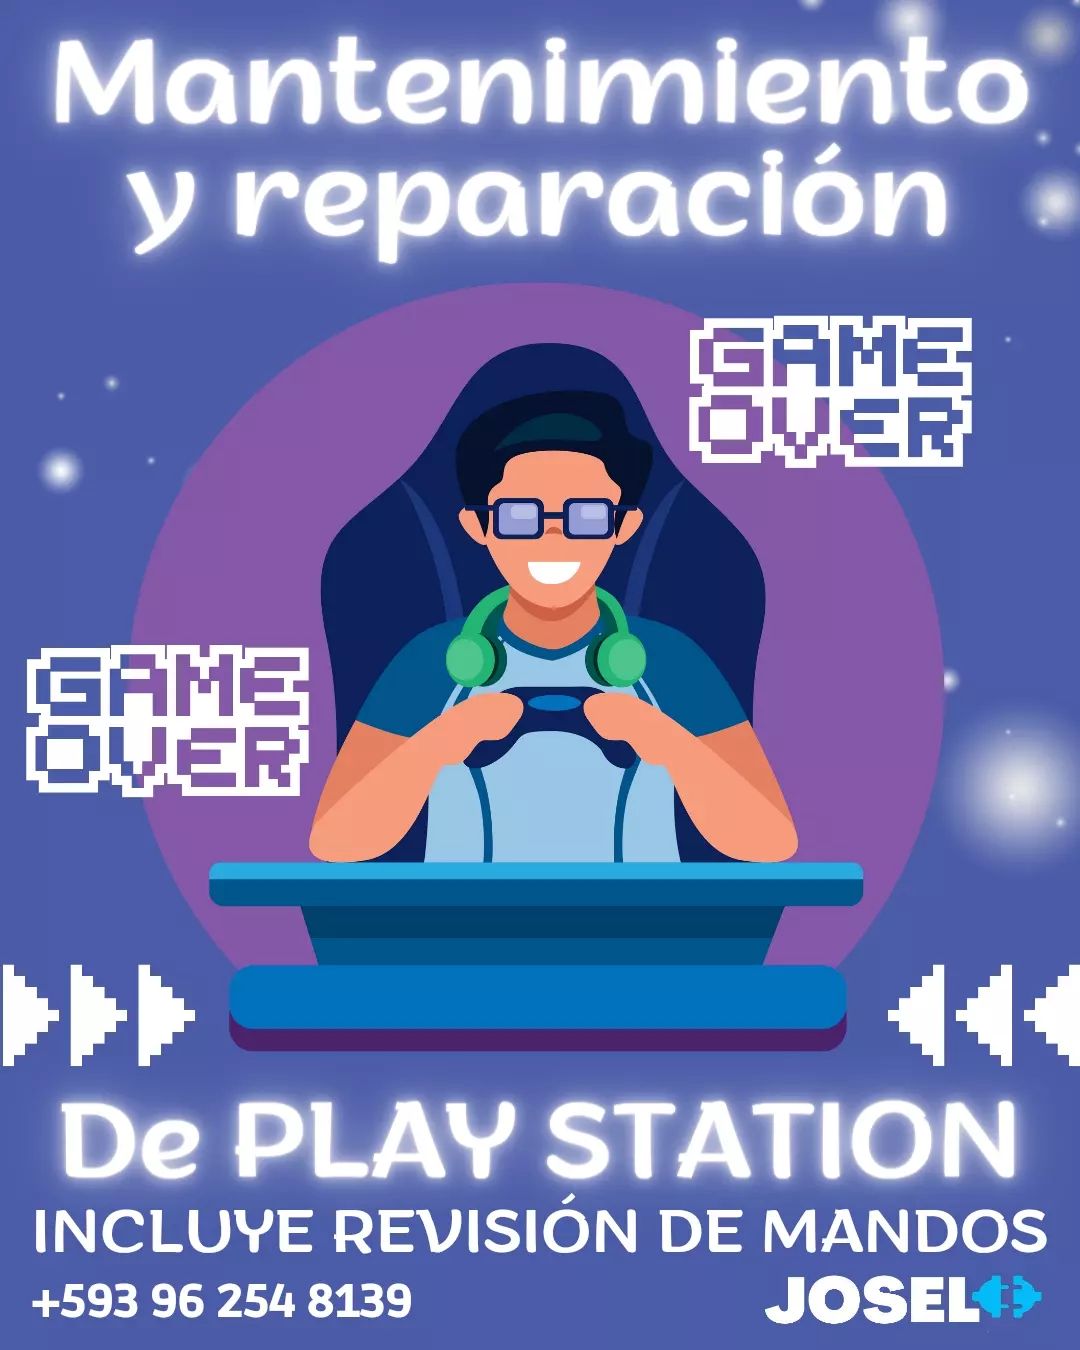 Mantenimiento
y reparación
GAME
OVER
GAME
OVER
De PLAY STATION
INCLUYE REVISIÓN DE MANDOS
+593 96 254 8139
JOSEL